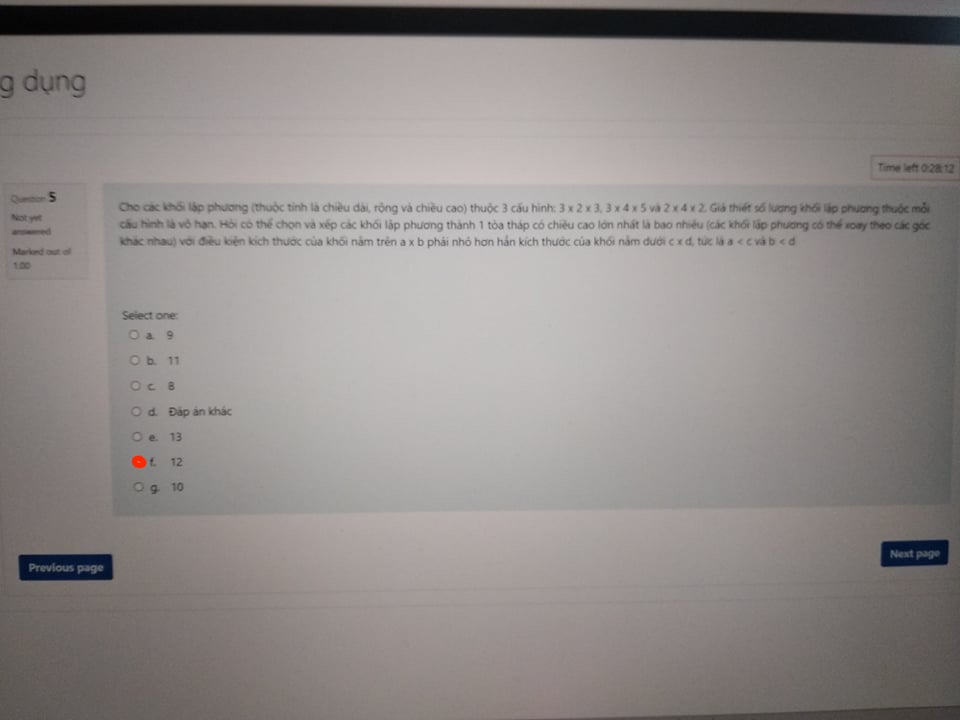 g dụng
Time left 0:28:12
Question 5
Not yet
answered
Marked out of
1.00
Cho các khối lập phương (thuộc tính là chiều dài, rộng và chiều cao) thuộc 3 cấu hình: 3 x 2 x 3, 3 x 4 x 5 và 2 x 4 x 2. Giả thiết số lượng khối lập phương thuộc mỗi
cấu hình là vô hạn. Hỏi có thể chọn và xếp các khối lập phương thành 1 tòa tháp có chiều cao lớn nhất là bao nhiêu (các khối lập phương có thể xoay theo các góc
khác nhau) với điều kiện kích thước của khối nằm trên a x b phải nhỏ hơn hẳn kích thước của khối nằm dưới c x d, tức là a < c và b < d
Select one:
a. 9
b. 11
c. 8
d. Đáp án khác
e. 13
f. 12
g. 10
Previous page
Next page